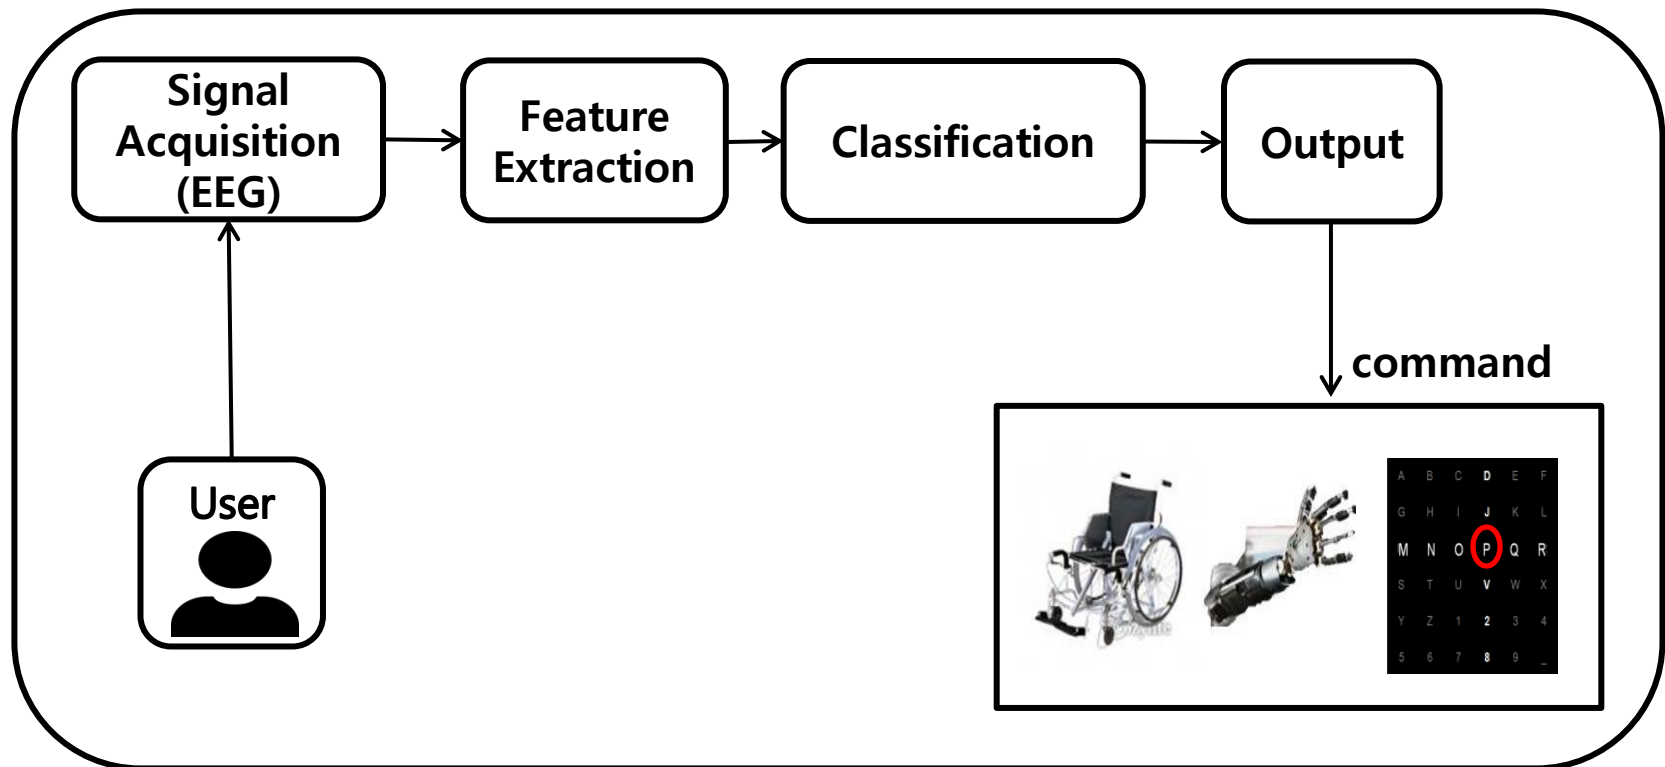 Signal
Acquisition
(EEG)
Feature
Extraction
Classification
Output
command
User
A B C D E F
G H I J K L
M N O P Q R
S T U V W X
Y Z 1 2 3 4
5 6 7 8 9 _